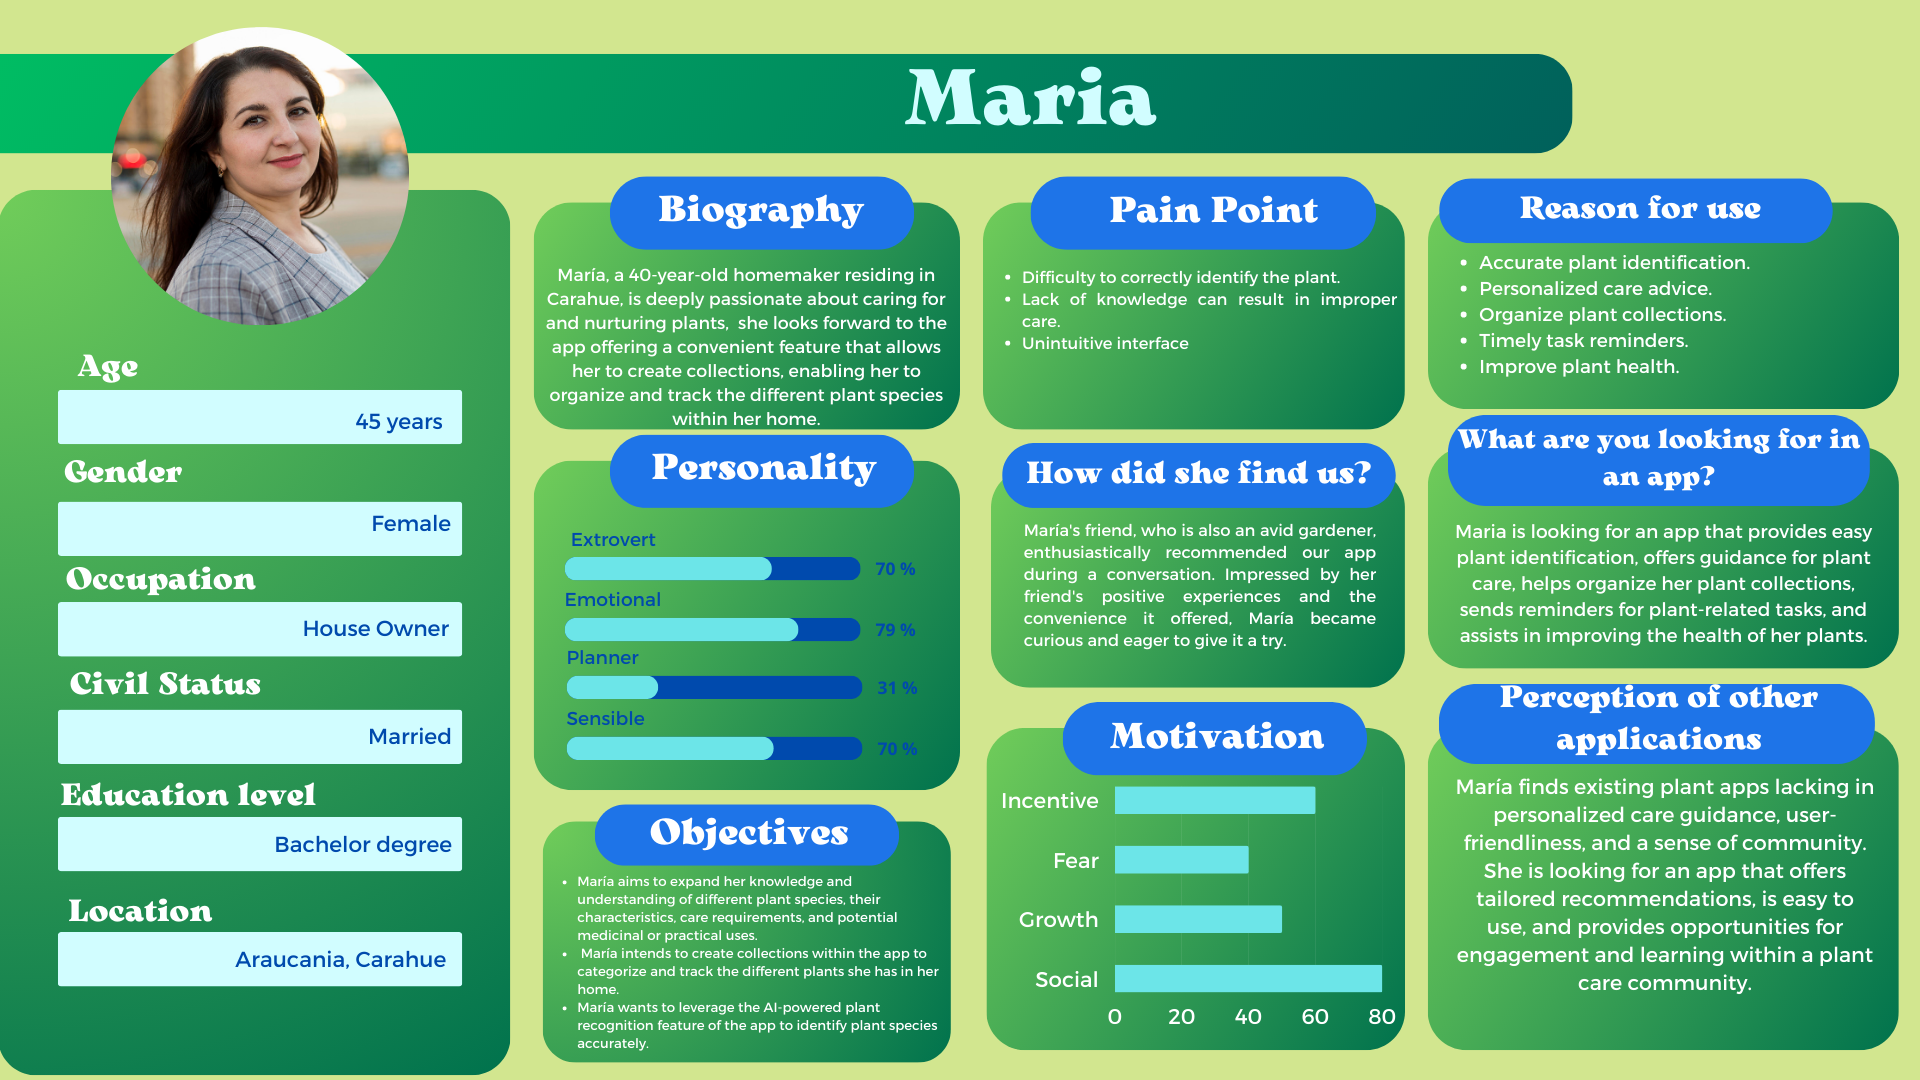 Maria
Age
45 years
Gender
Female
Occupation
House Owner
Civil Status
Married
Education level
Bachelor degree
Location
Araucania, Carahue
Biography
María, a 40-year-old homemaker residing in
Carahue, is deeply passionate about caring for
and nurturing plants,  she looks forward to the
app offering a convenient feature that allows
her to create collections, enabling her to
organize and track the different plant species
within her home.
Personality
Extrovert
70 %
Emotional
79 %
Planner
31 %
Sensible
70 %
Objectives
• María aims to expand her knowledge and
understanding of different plant species, their
characteristics, care requirements, and potential
medicinal or practical uses.
• María intends to create collections within the app to
categorize and track the different plants she has in her
home.
• María wants to leverage the AI-powered plant
recognition feature of the app to identify plant species
accurately.
Pain Point
• Difficulty to correctly identify the plant.
• Lack of knowledge can result in improper
care.
• Unintuitive interface
How did she find us?
María's friend, who is also an avid gardener,
enthusiastically recommended our app
during a conversation. Impressed by her
friend's positive experiences and the
convenience it offered, María became
curious and eager to give it a try.
Motivation
Incentive
Fear
Growth
Social
0 20 40 60 80
Reason for use
• Accurate plant identification.
• Personalized care advice.
• Organize plant collections.
• Timely task reminders.
• Improve plant health.
What are you looking for in
an app?
Maria is looking for an app that provides easy
plant identification, offers guidance for plant
care, helps organize her plant collections,
sends reminders for plant-related tasks, and
assists in improving the health of her plants.
Perception of other
applications
María finds existing plant apps lacking in
personalized care guidance, user-
friendliness, and a sense of community.
She is looking for an app that offers
tailored recommendations, is easy to
use, and provides opportunities for
engagement and learning within a plant
care community.